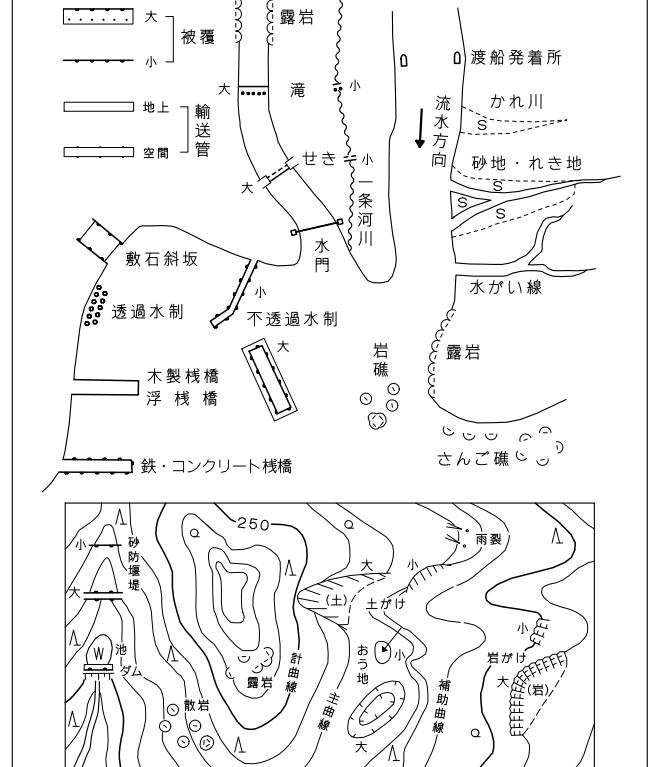 大
被覆
小
地上
輸送管
空間
露岩
大
滝
小
せき
小
大
一条河川
水門
渡船発着所
流水方向
かれ川
S
砂地・れき地
S
S
S
水がい線
露岩
敷石斜坂
透過水制
小
不透過水制
大
岩礁
木製桟橋
浮桟橋
さんご礁
鉄・コンクリート桟橋
250
小
砂防堰堤
大
池
W
ダム
散岩
露岩
計曲線
主曲線
(土)
大
土がけ
小
雨裂
おう地
小
大
補助曲線
小
岩がけ
大
(岩)